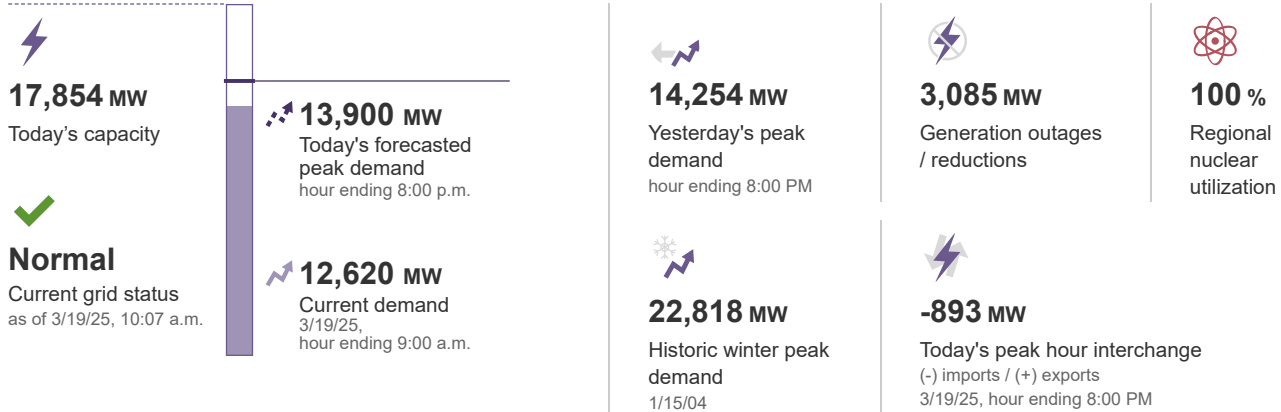 17,854 MW
Today's capacity
Normal
Current grid status
as of 3/19/25, 10:07 a.m.
13,900 MW
Today's forecasted
peak demand
hour ending 8:00 p.m.
12,620 MW
Current demand
3/19/25,
hour ending 9:00 a.m.
14,254 MW
Yesterday's peak
demand
hour ending 8:00 PM
3,085 MW
Generation outages
/ reductions
100 %
Regional
nuclear
utilization
22,818 MW
Historic winter peak
demand
1/15/04
-893 MW
Today's peak hour interchange
(-) imports / (+) exports
3/19/25, hour ending 8:00 PM